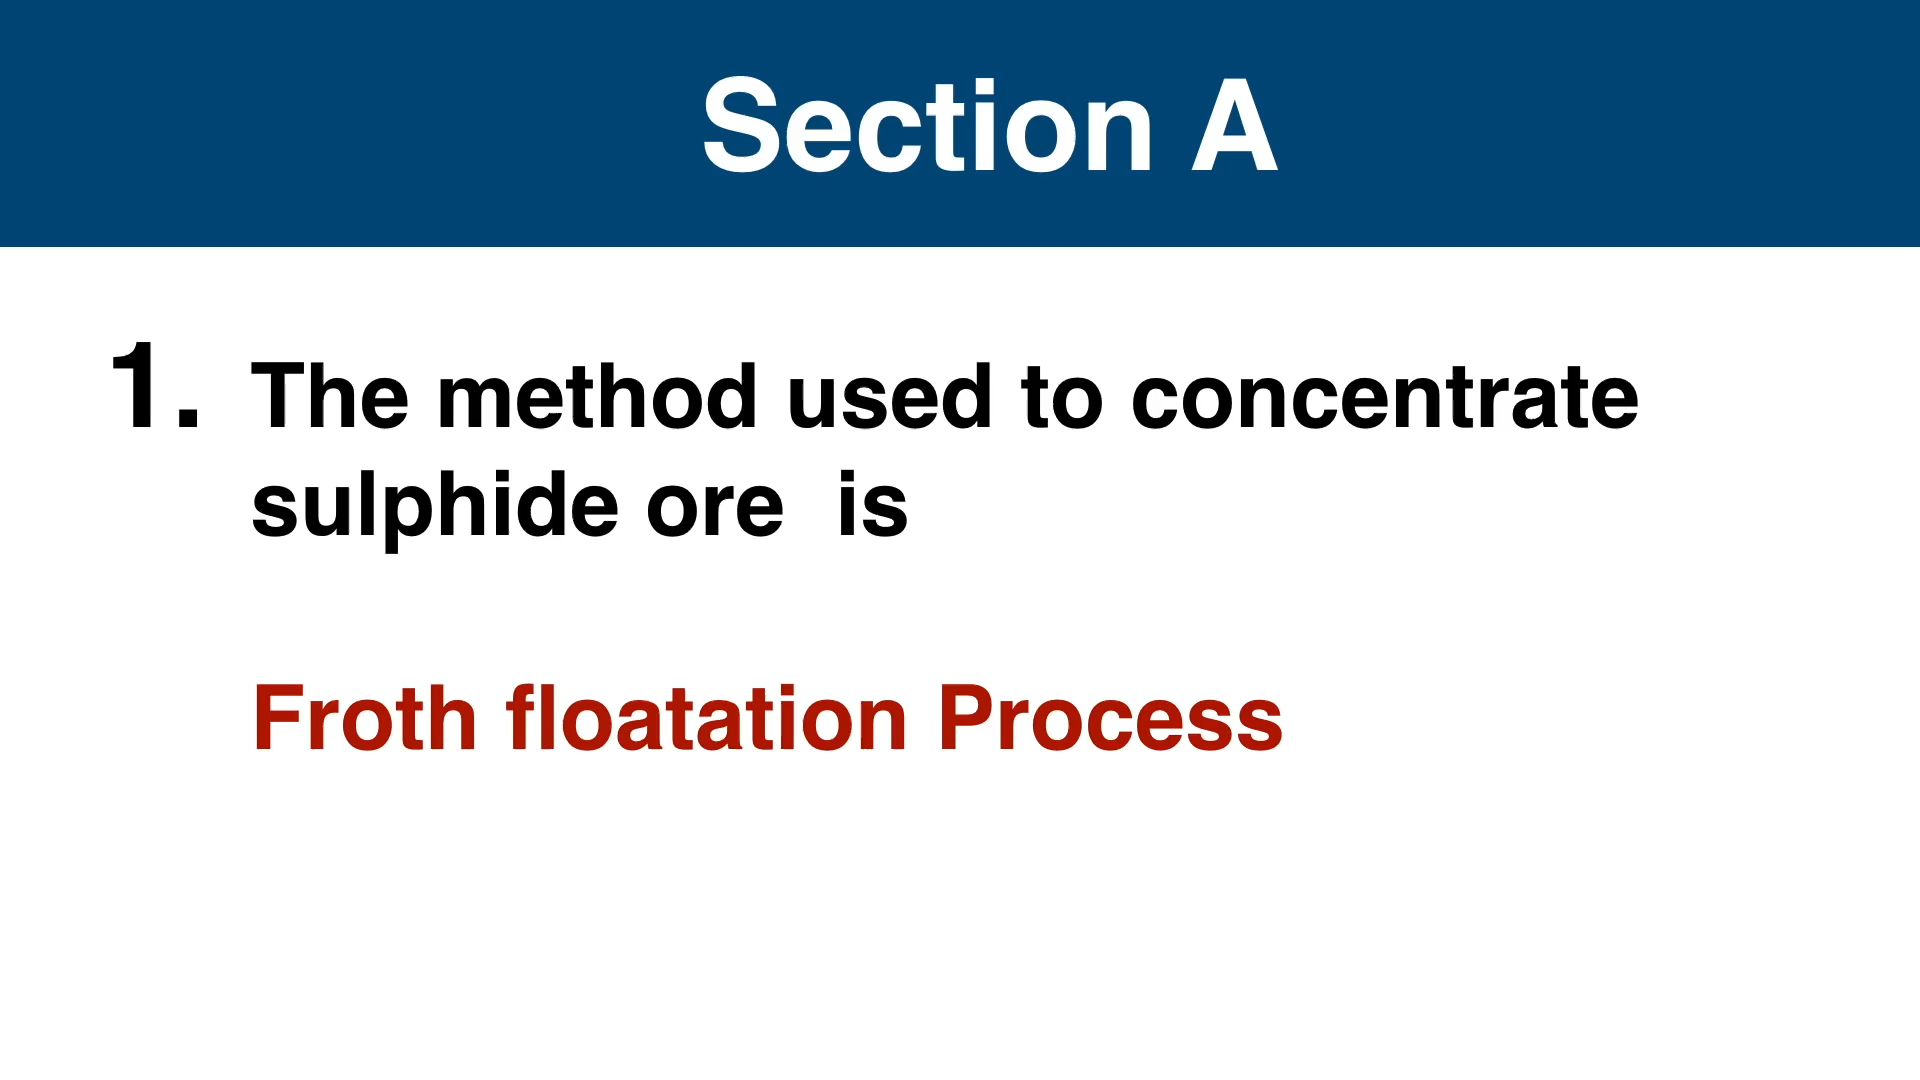 Section A
1. The method used to concentrate
sulphide ore  is
Froth floatation Process